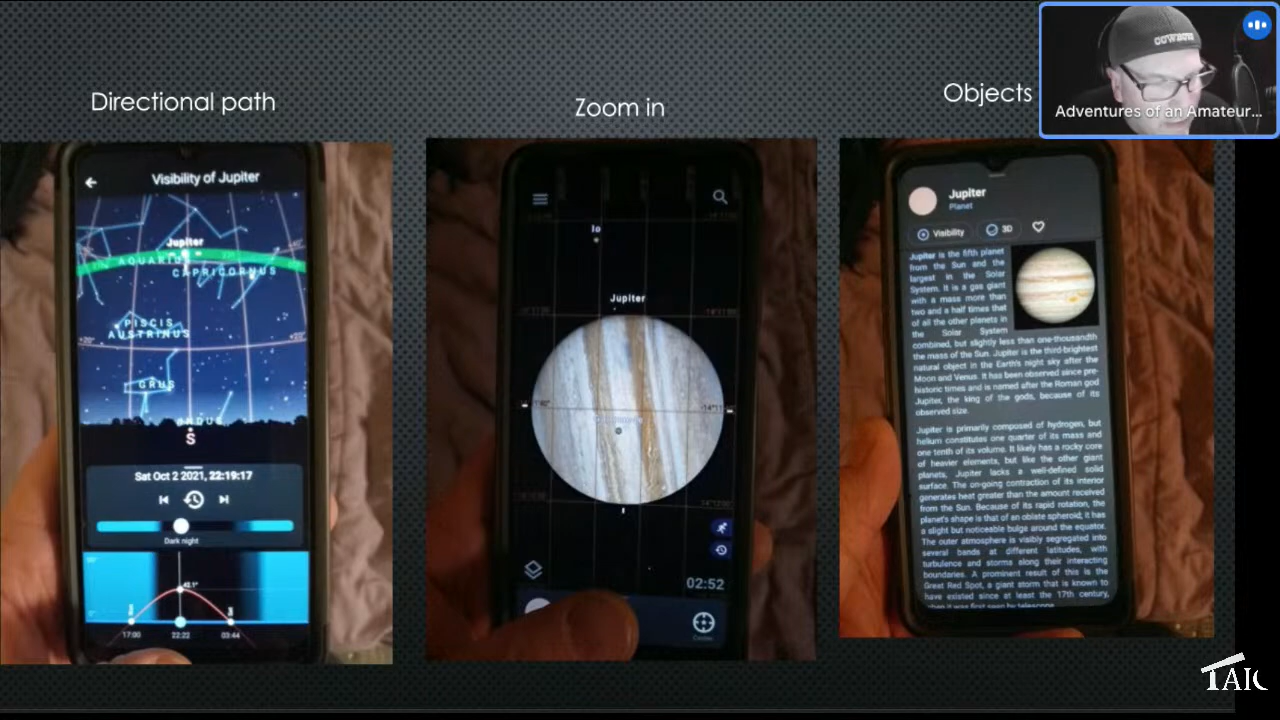 Directional path
Zoom in
Objects
COWBOYS
Adventures of an Amateur...
Visibility of Jupiter
Jupiter
AQUARIUS
CAPRICORNUS
PISCIS
AUSTRINUS
GRUS
S
Sat Oct 2 2021, 22:19:17
Dark night
42.1°
17:00
22:22
03:44
Io
Jupiter
02:52
Jupiter
Planet
Visibility
3D
Jupiter is the fifth planet
from the Sun and the
largest in the Solar
System. It is a gas giant
with a mass more than
two and a half times that
of all the other planets in
the Solar System
combined, but slightly less than one-thousandth
the mass of the Sun. Jupiter is the third-brightest
natural object in the Earth's night sky after the
Moon and Venus. It has been observed since pre-
historic times and is named after the Roman god
Jupiter, the king of the gods, because of its
observed size.
Jupiter is primarily composed of hydrogen, but
helium constitutes one quarter of its mass and
one tenth of its volume. It likely has a rocky core
of heavier elements, but like the other giant
planets, Jupiter lacks a well-defined solid
surface. The on-going contraction of its interior
generates heat greater than the amount received
from the Sun. Because of its rapid rotation, the
planet's shape is that of an oblate spheroid; it has
a slight but noticeable bulge around the equator.
The outer atmosphere is visibly segregated into
several bands at different latitudes, with
turbulence and storms along their interacting
boundaries. A prominent result of this is the
Great Red Spot, a giant storm that is known to
have existed since at least the 17th century,
when it was first seen by telescope.
TAIC